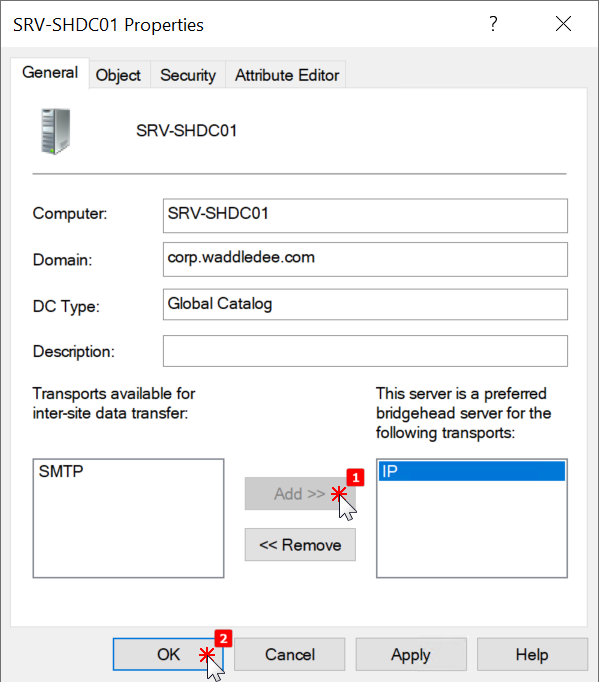 SRV-SHDC01 Properties ?
General Object Security Attribute Editor
SRV-SHDC01
Computer: SRV-SHDC01
Domain: corp.waddledee.com
DC Type: Global Catalog
Description:
Transports available for
inter-site data transfer:
This server is a preferred
bridgehead server for the
following transports:
SMTP
1
Add >>
IP
<< Remove
2
OK Cancel Apply Help